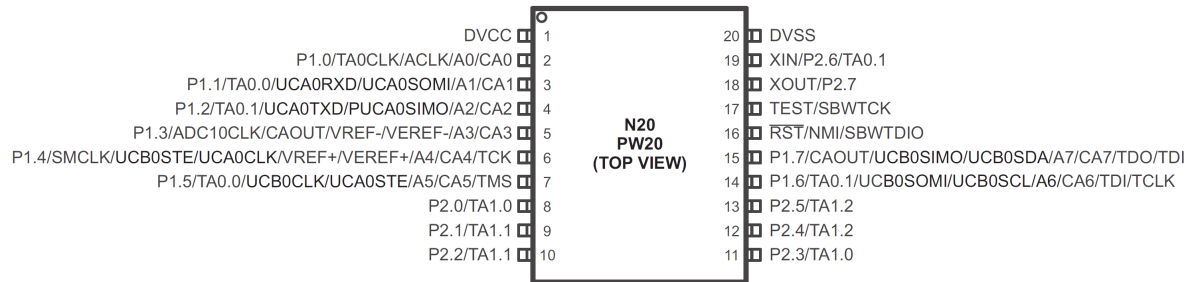 DVCC 1 20 DVSS
P1.0/TA0CLK/ACLK/A0/CA0 2 19 XIN/P2.6/TA0.1
P1.1/TA0.0/UCA0RXD/UCA0SOMI/A1/CA1 3 18 XOUT/P2.7
P1.2/TA0.1/UCA0TXD/PUCA0SIMO/A2/CA2 4 17 TEST/SBWTCK
P1.3/ADC10CLK/CAOUT/VREF-/VEREF-/A3/CA3 5 16 RST/NMI/SBWTDIO
P1.4/SMCLK/UCB0STE/UCA0CLK/VREF+/VEREF+/A4/CA4/TCK 6 15 P1.7/CAOUT/UCB0SIMO/UCB0SDA/A7/CA7/TDO/TDI
P1.5/TA0.0/UCB0CLK/UCA0STE/A5/CA5/TMS 7 14 P1.6/TA0.1/UCB0SOMI/UCB0SCL/A6/CA6/TDI/TCLK
P2.0/TA1.0 8 13 P2.5/TA1.2
P2.1/TA1.1 9 12 P2.4/TA1.2
P2.2/TA1.1 10 11 P2.3/TA1.0
N20
PW20
(TOP VIEW)